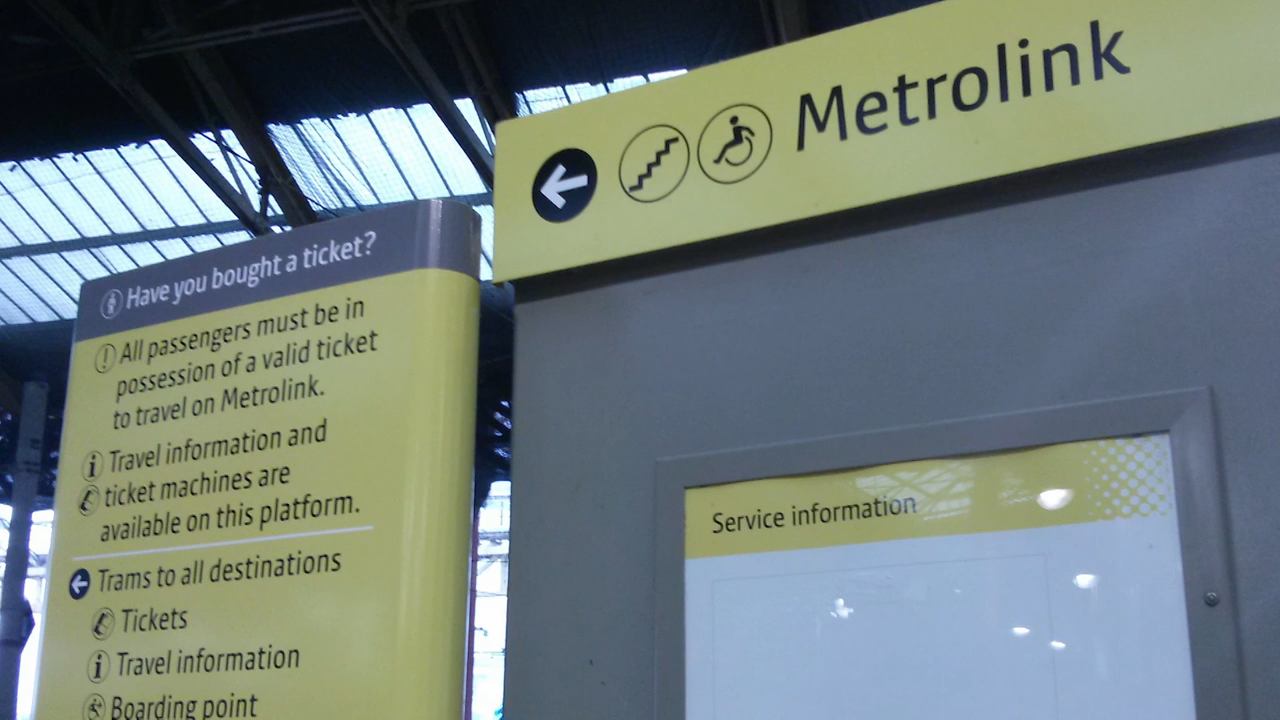 Metrolink
Have you bought a ticket?
All passengers must be in
possession of a valid ticket
to travel on Metrolink.
Travel information and
ticket machines are
available on this platform.
Trams to all destinations
Tickets
Travel information
Boarding point
Service information